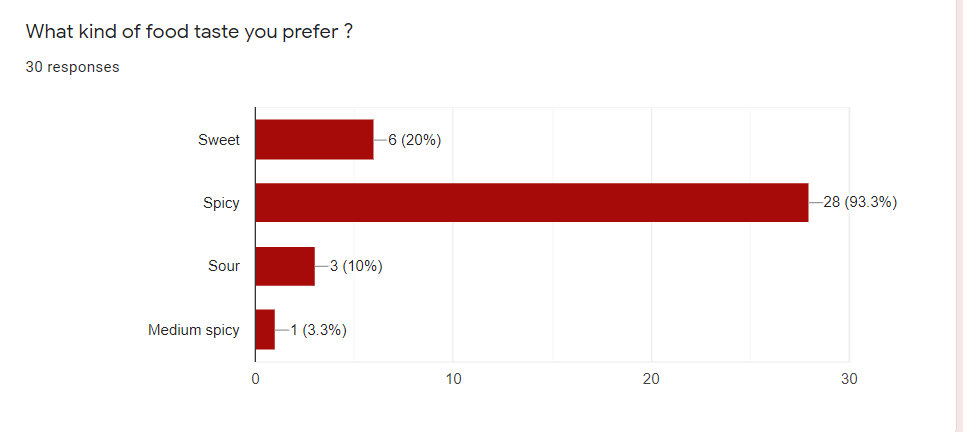 What kind of food taste you prefer ?
30 responses
Sweet
6 (20%)
Spicy
28 (93.3%)
Sour
3 (10%)
Medium spicy
1 (3.3%)
0
10
20
30